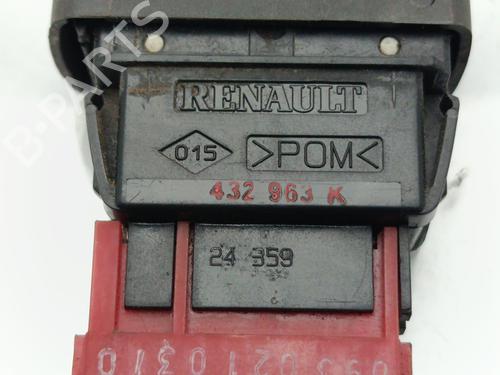 RENAULT
015 >POM<
432 963 K
24 359
B-PARTS